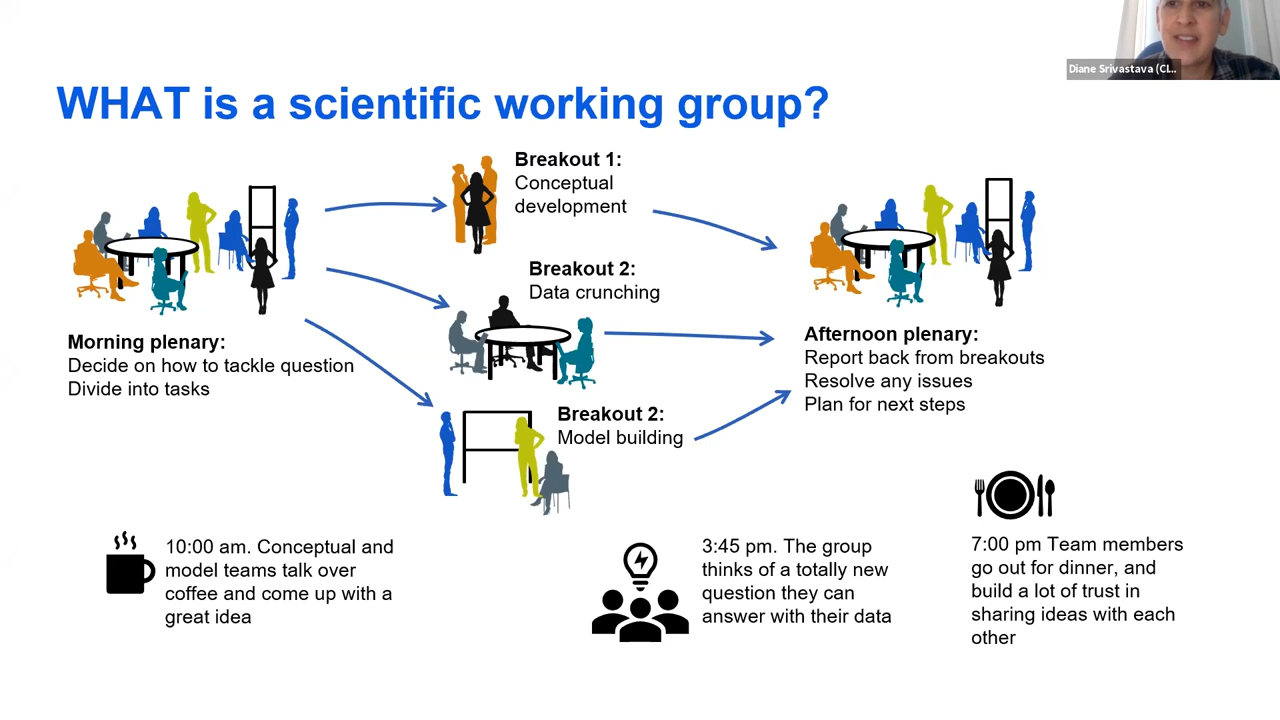 Diane Srivastava (CI...
WHAT is a scientific working group?
Breakout 1:
Conceptual
development
Breakout 2:
Data crunching
Morning plenary:
Decide on how to tackle question
Divide into tasks
Afternoon plenary:
Report back from breakouts
Resolve any issues
Plan for next steps
Breakout 2:
Model building
10:00 am. Conceptual and
model teams talk over
coffee and come up with a
great idea
3:45 pm. The group
thinks of a totally new
question they can
answer with their data
7:00 pm Team members
go out for dinner, and
build a lot of trust in
sharing ideas with each
other